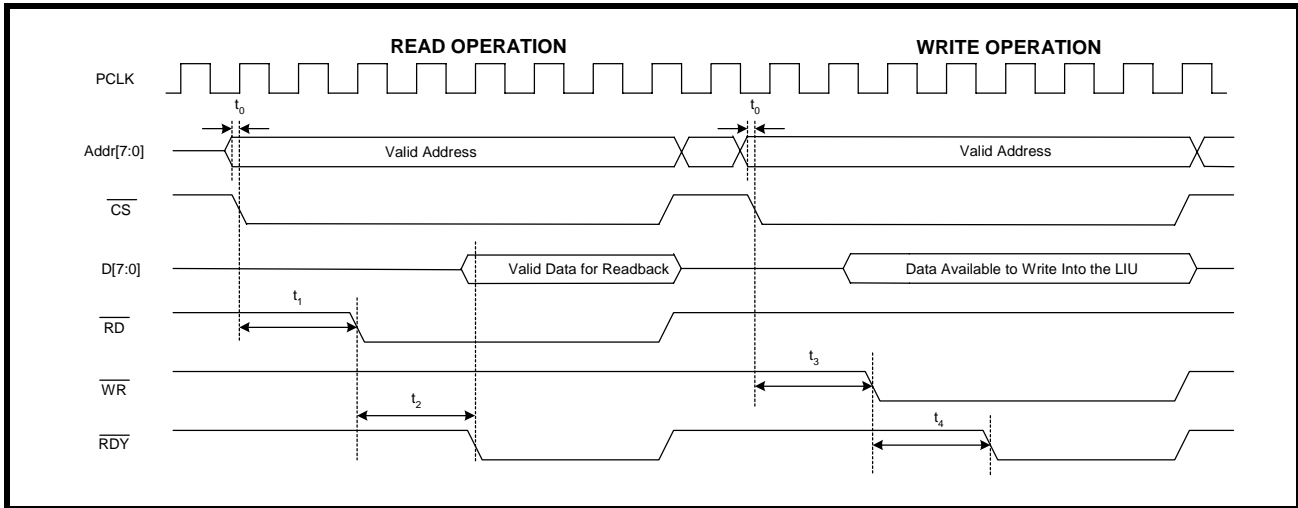 READ OPERATION WRITE OPERATION
PCLK
t0 t0
Addr[7:0] Valid Address Valid Address
CS
D[7:0] Valid Data for Readback Data Available to Write Into the LIU
t1
RD
t3
WR
t2
t4
RDY